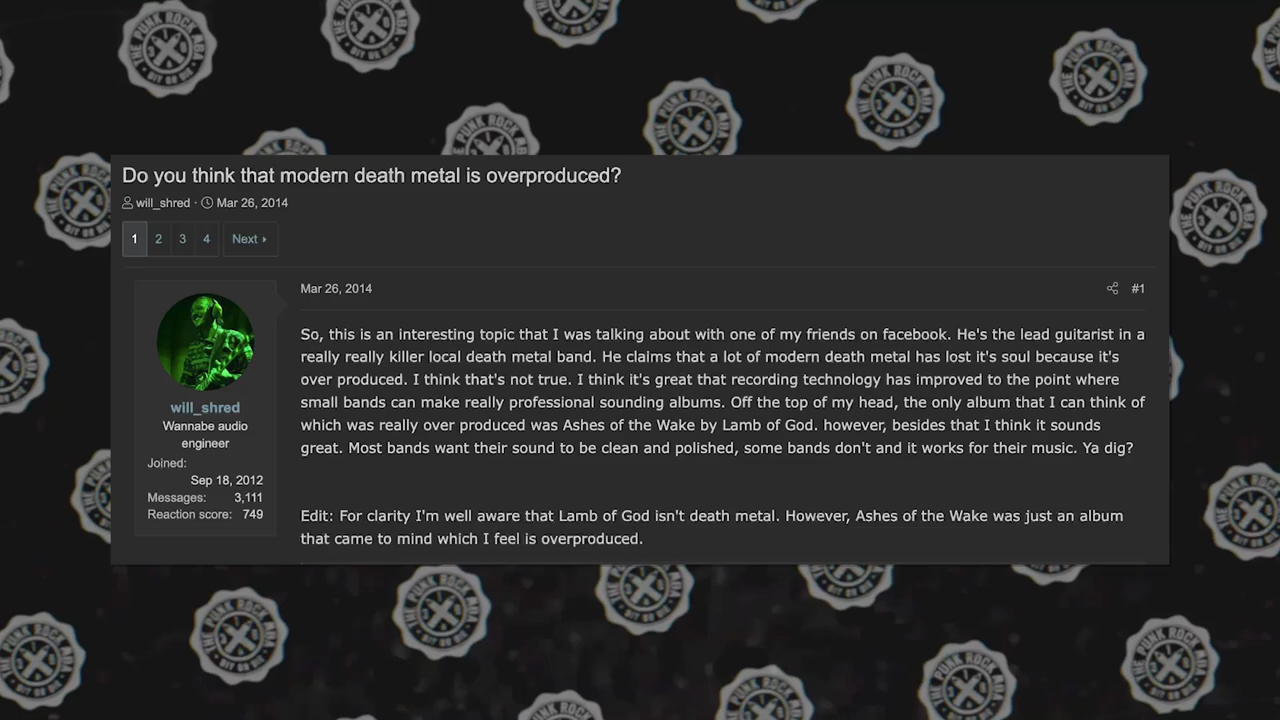 Do you think that modern death metal is overproduced?
will_shred · Mar 26, 2014
1 2 3 4 Next
Mar 26, 2014 #1
So, this is an interesting topic that I was talking about with one of my friends on facebook. He's the lead guitarist in a
really really killer local death metal band. He claims that a lot of modern death metal has lost it's soul because it's
over produced. I think that's not true. I think it's great that recording technology has improved to the point where
small bands can make really professional sounding albums. Off the top of my head, the only album that I can think of
which was really over produced was Ashes of the Wake by Lamb of God. however, besides that I think it sounds
great. Most bands want their sound to be clean and polished, some bands don't and it works for their music. Ya dig?
Edit: For clarity I'm well aware that Lamb of God isn't death metal. However, Ashes of the Wake was just an album
that came to mind which I feel is overproduced.
will_shred
Wannabe audio
engineer
Joined:
Sep 18, 2012
Messages: 3,111
Reaction score: 749
THE PUNK ROCK MBA
DIY OR DIE